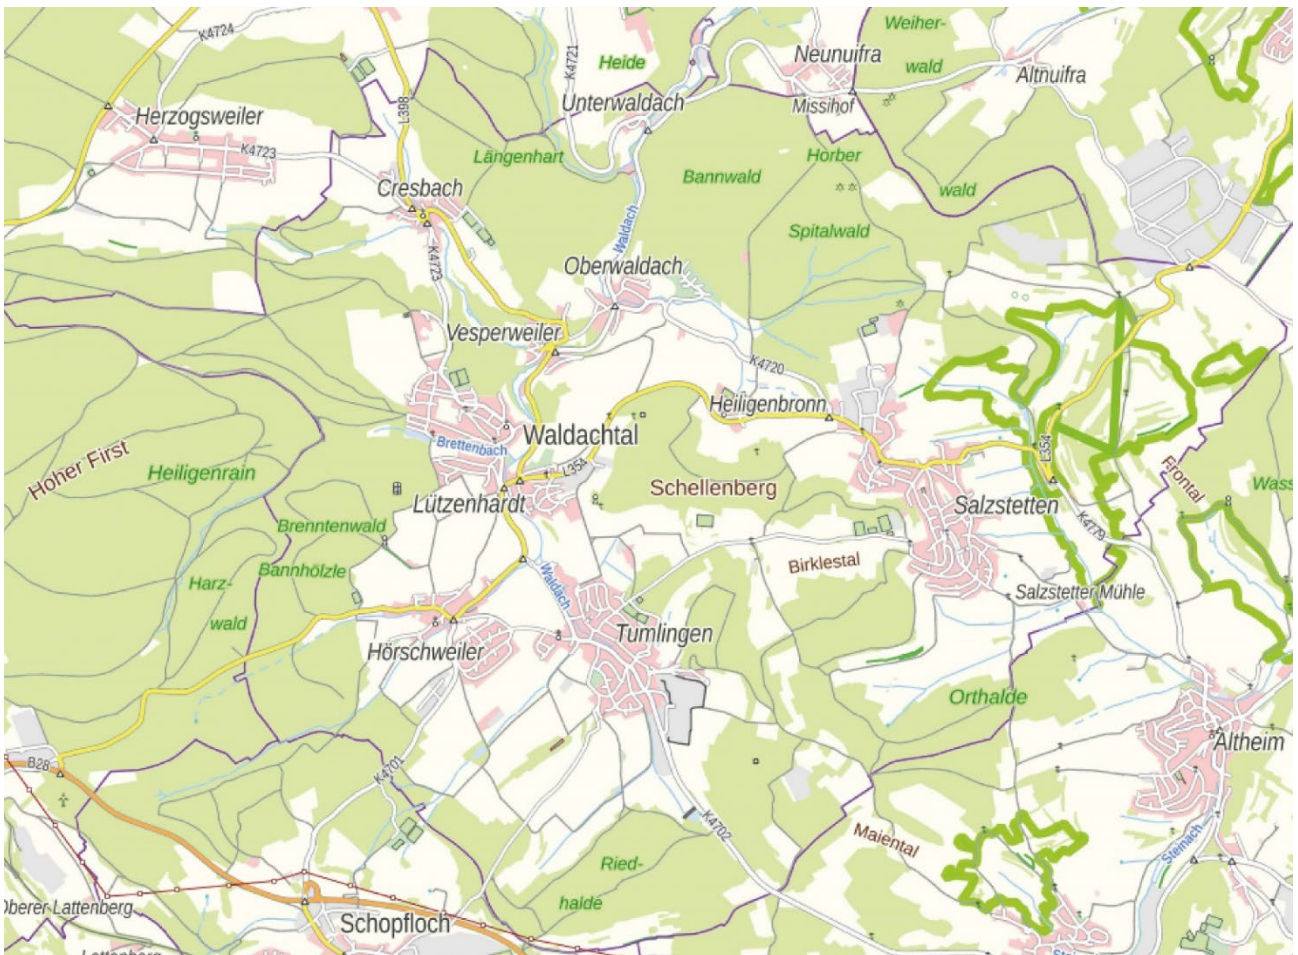 K4724
Weiher-
Neunuifra
Heide
K4721
wald
Altnuifra
L398
Unterwaldach
Missihof
Herzogsweiler
K4723
Längenhart
Horber
Bannwald
Cresbach
wald
Waldach
Spitalwald
K4723
Oberwaldach
Vesperweiler
K4720
Heiligenbronn
Waldachtal
Brettenbach
L354
L354
Hoher First
Heiligenrain
Schellenberg
Frontal
Wass
Lützenhardt
Salzstetten
Brenntenwald
K4779
Birklestal
Bannhölzle
Harz-
Waldach
Salzstetter Mühle
wald
Tumlingen
Hörschweiler
Orthalde
Altheim
B28
K4701
K4702
Maiental
Steinach
Ried-
halde
Oberer Lattenberg
Schopfloch
Lattenberg